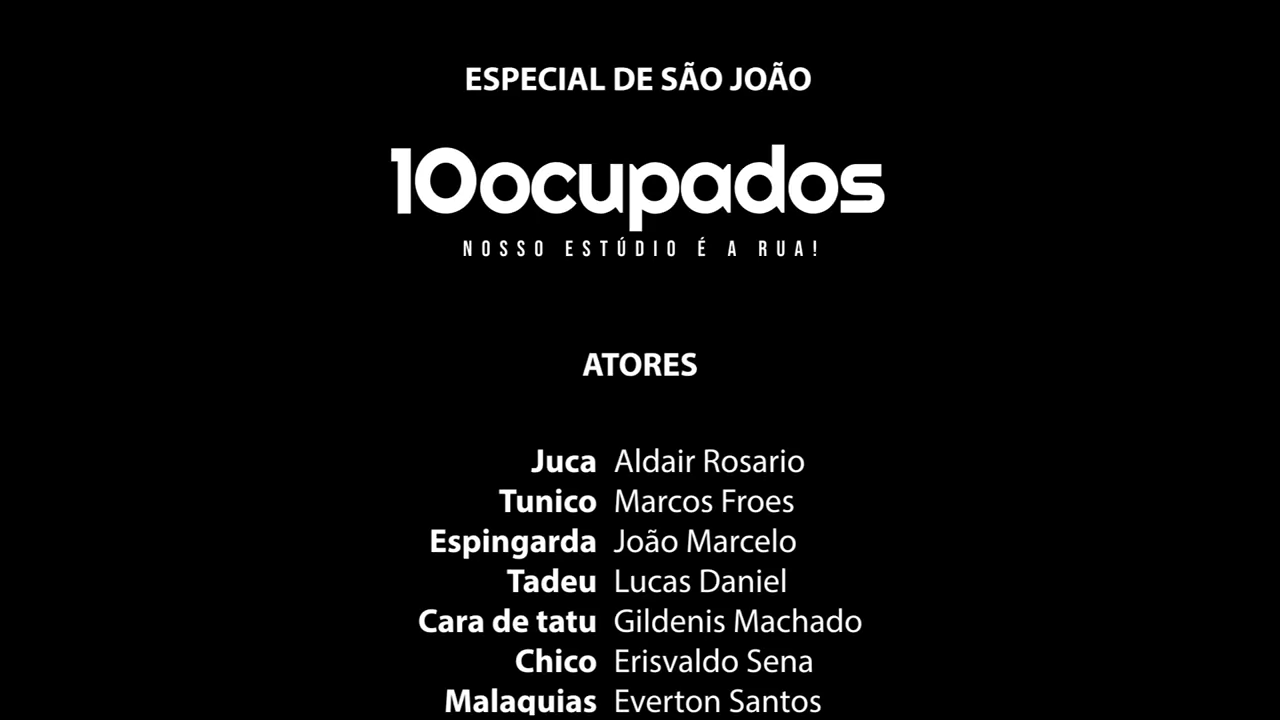 ESPECIAL DE SÃO JOÃO
10ocupados
NOSSO ESTÚDIO É A RUA!
ATORES
Juca Aldair Rosario
Tunico Marcos Froes
Espingarda João Marcelo
Tadeu Lucas Daniel
Cara de tatu Gildenis Machado
Chico Erisvaldo Sena
Malaquias Everton Santos